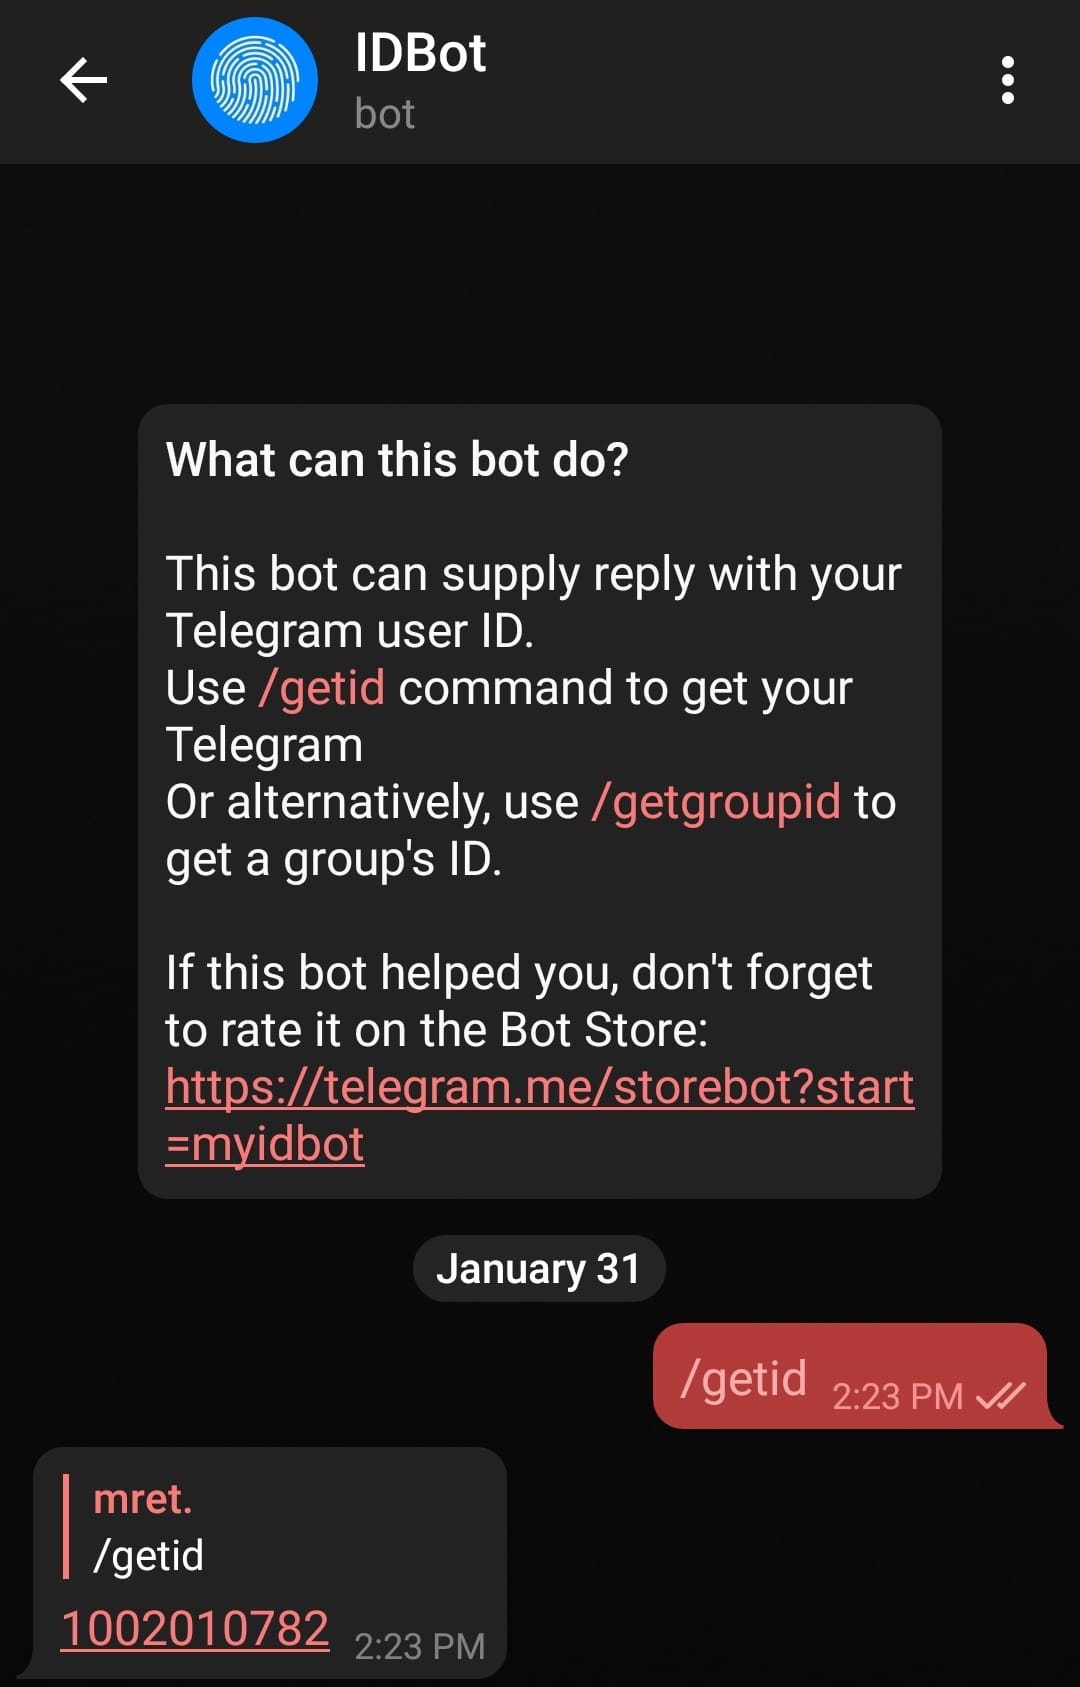 IDBot
bot
What can this bot do?
This bot can supply reply with your
Telegram user ID.
Use /getid command to get your
Telegram
Or alternatively, use /getgroupid to
get a group's ID.
If this bot helped you, don't forget
to rate it on the Bot Store:
https://telegram.me/storebot?start
=myidbot
January 31
/getid 2:23 PM
mret.
/getid
1002010782 2:23 PM